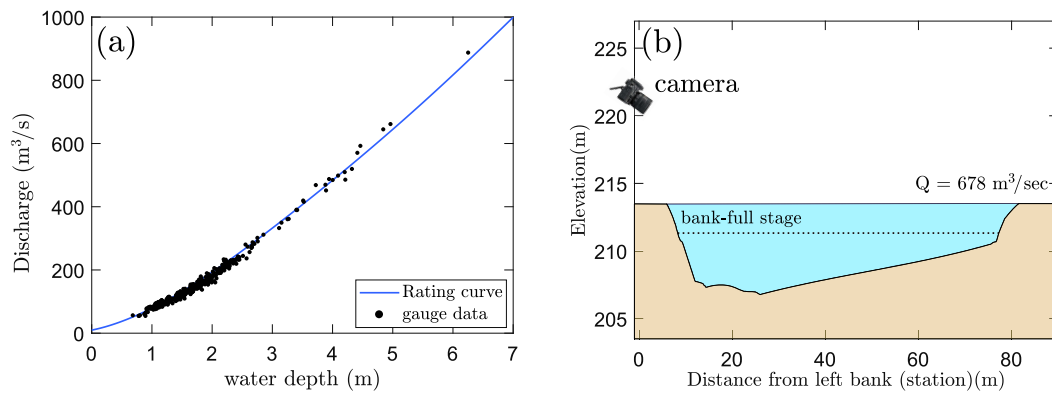 (a)
1000
800
600
400
200
0
Discharge (m³/s)
Rating curve
gauge data
0 1 2 3 4 5 6 7
water depth (m)
(b)
225
220
215
210
205
Elevation(m)
camera
Q = 678 m³/sec
bank-full stage
0 20 40 60 80
Distance from left bank (station)(m)